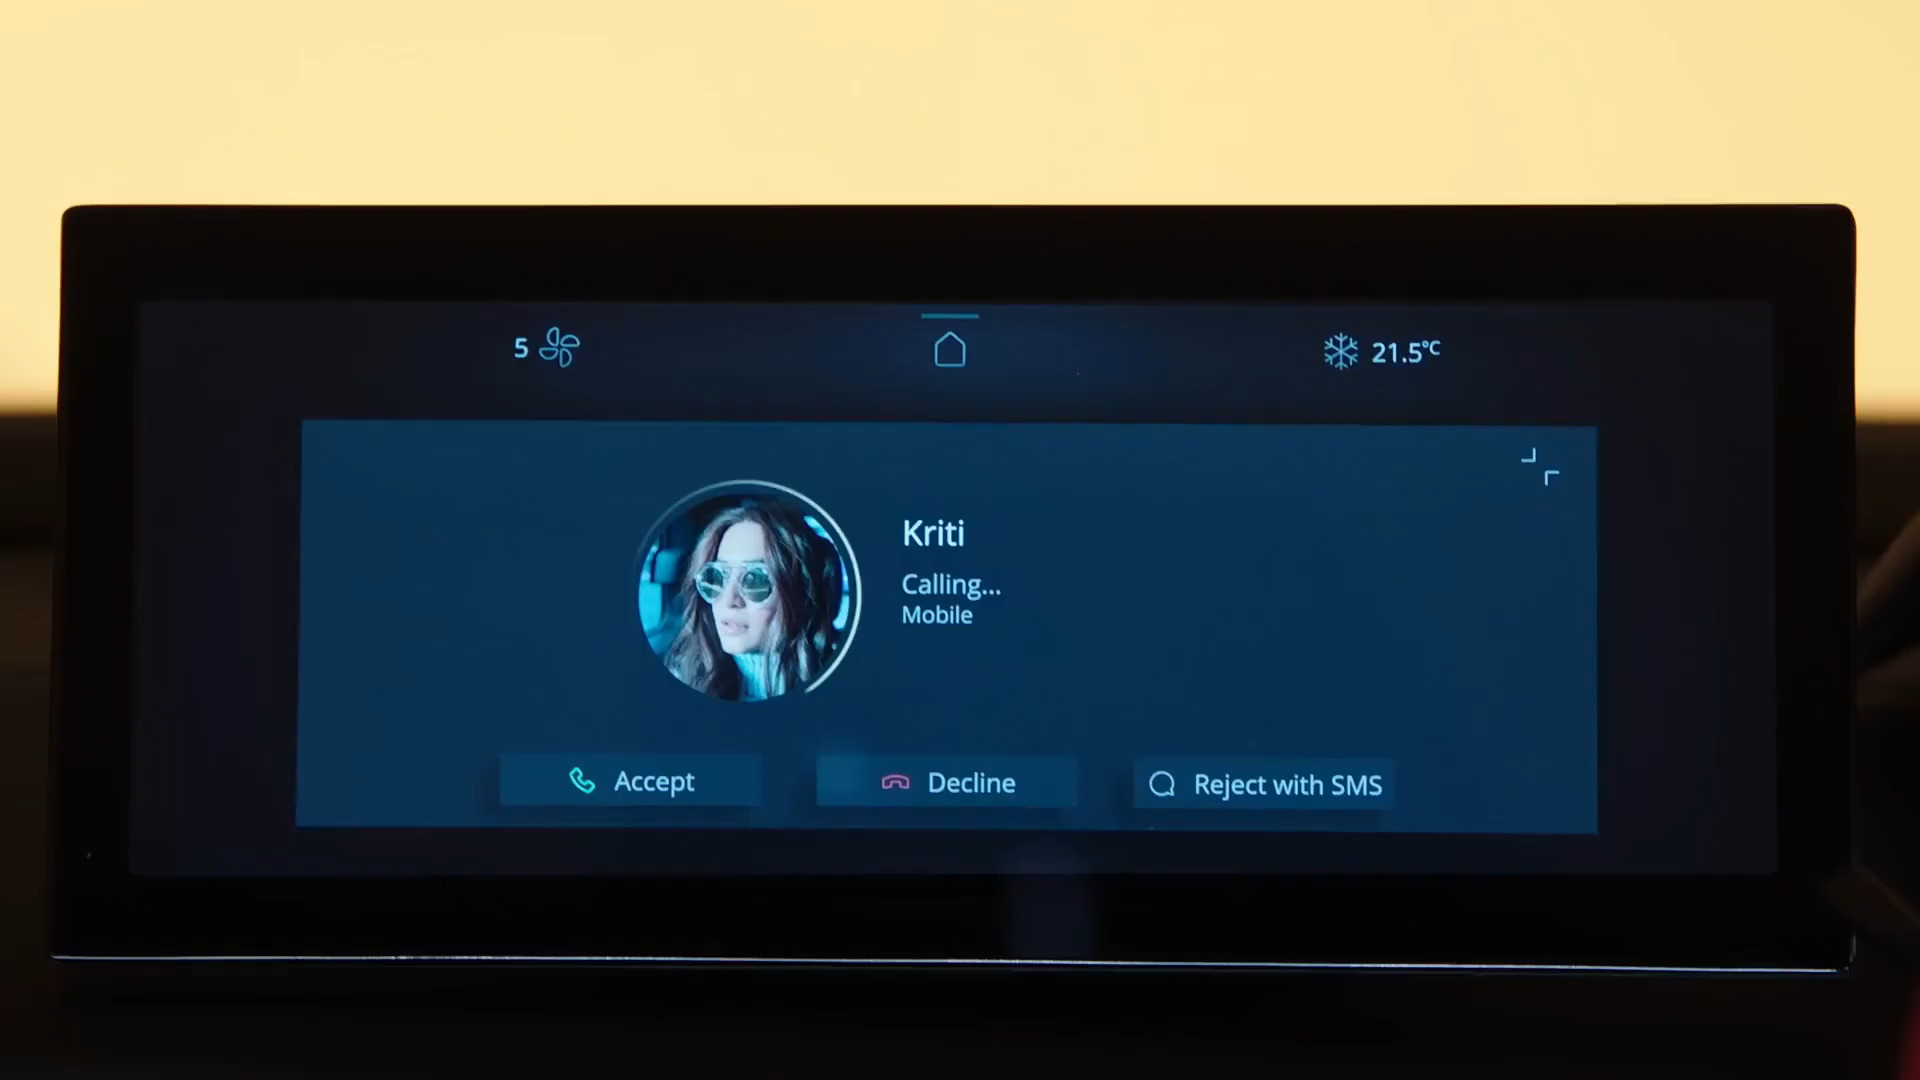 5
21.5°C
Kriti
Calling...
Mobile
Accept
Decline
Reject with SMS